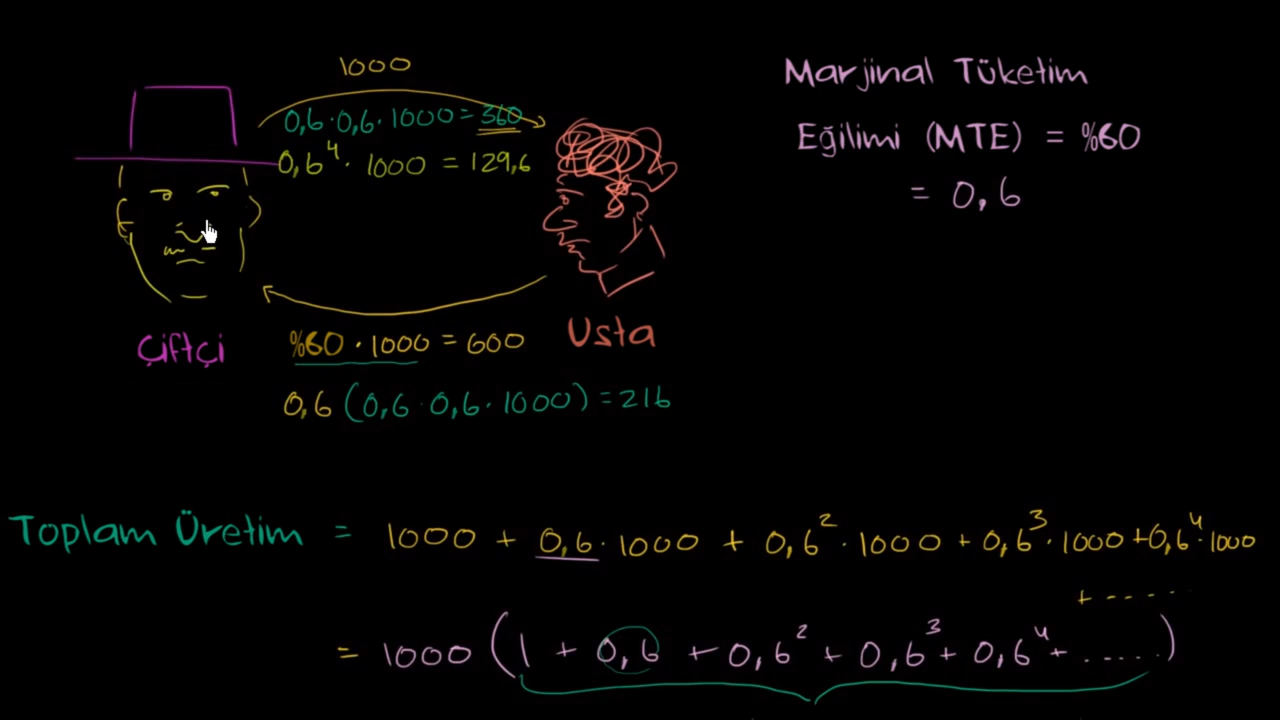 1000
0,6·0,6·1000=360
0,6⁴·1000=129,6
Çiftçi
Usta
%60·1000=600
0,6(0,6·0,6·1000)=216
Marjinal Tüketim
Eğilimi (MTE) = %60
= 0,6
Toplam Üretim = 1000 + 0,6·1000 + 0,6²·1000 + 0,6³·1000 + 0,6⁴·1000
+ ......
= 1000 (1 + 0,6 + 0,6² + 0,6³ + 0,6⁴ + ......)